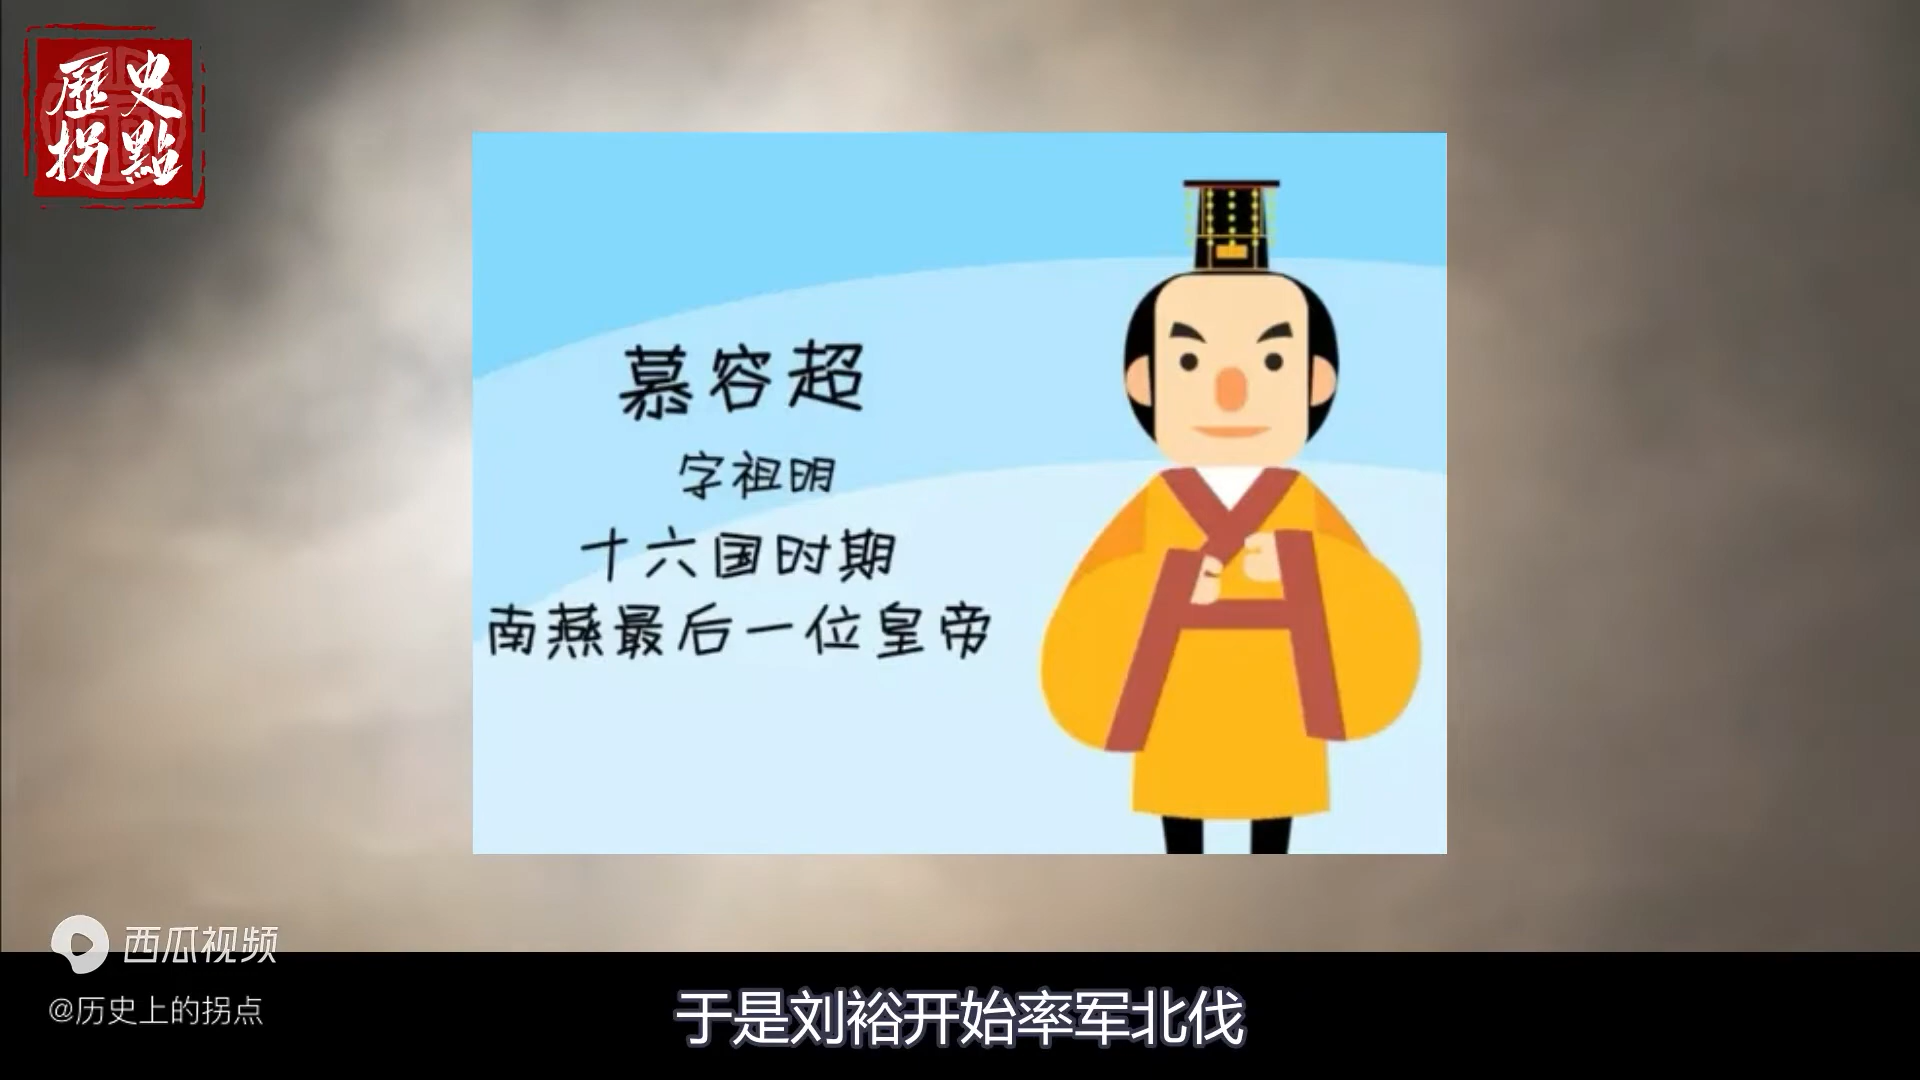 歷史
拐點
慕容超
字祖明
十六国时期
南燕最后一位皇帝
西瓜视频
@历史上的拐点
于是刘裕开始率军北伐